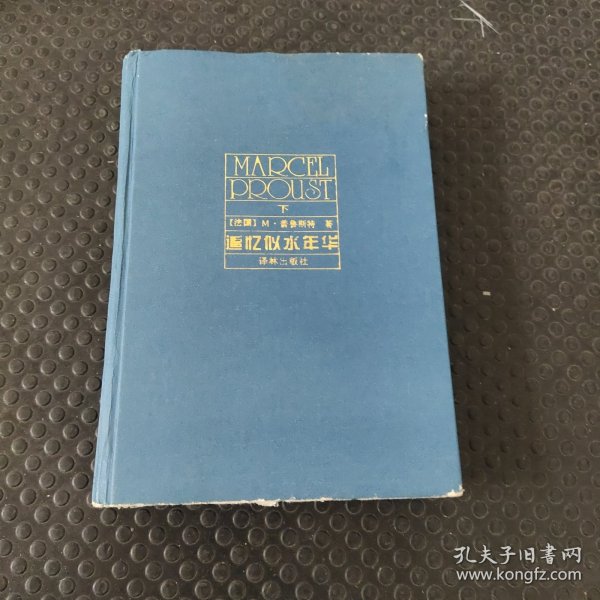 MARCEL
PROUST
下
[法国] M·普鲁斯特 著
追忆似水年华
译林出版社
孔夫子旧書网
www.kongfz.com